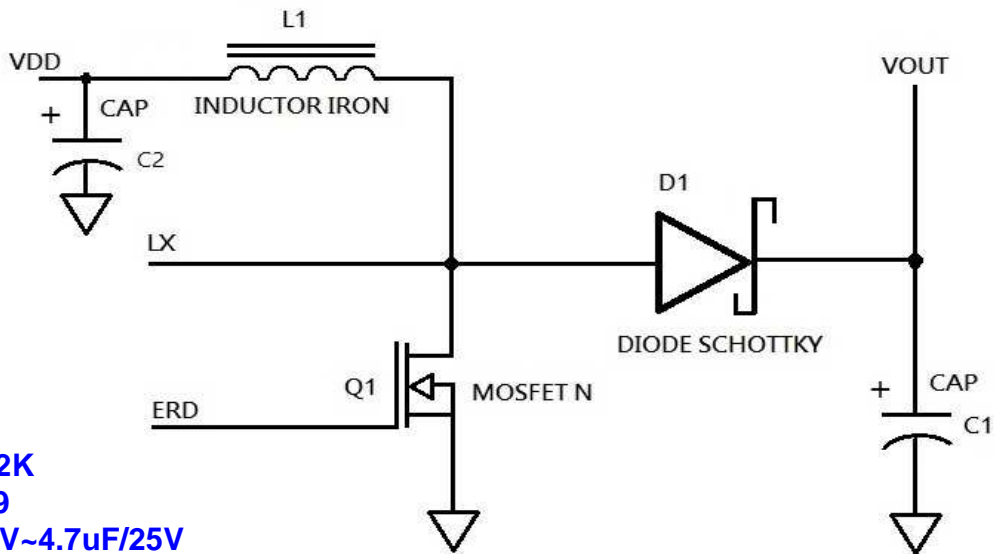 L1
VDD
VOUT
+ CAP
INDUCTOR IRON
C2
D1
LX
DIODE SCHOTTKY
Q1
MOSFET N
+ CAP
ERD
C1
2K
9
V~4.7uF/25V